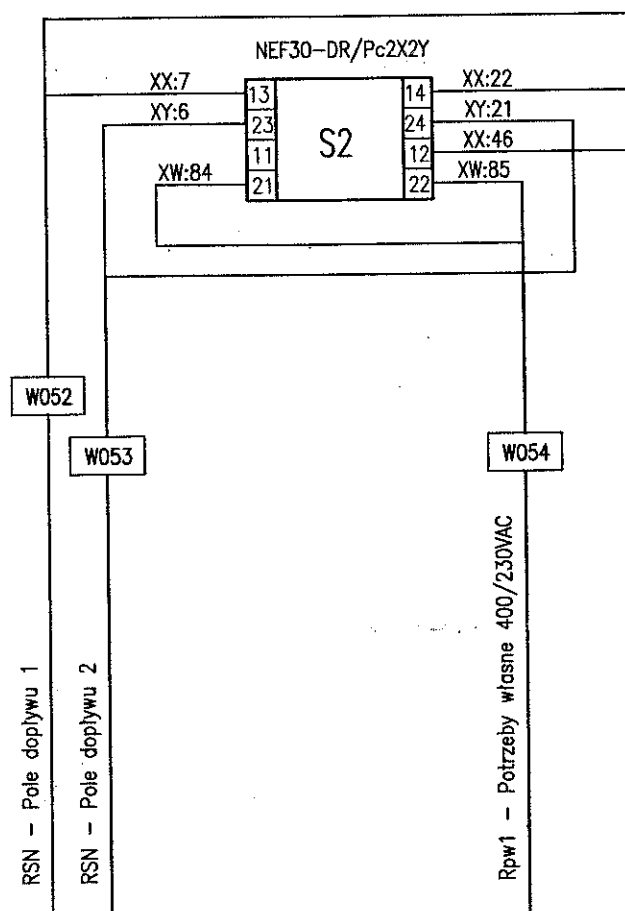 NEF30-DR/Pc2X2Y
XX:7
13
14
XX:22
XY:6
23
S2
24
XY:21
11
12
XX:46
XW:84
21
22
XW:85
W052
W053
W054
RSN - Pole dopływu 1
RSN - Pole dopływu 2
Rpw1 - Potrzeby własne 400/230VAC